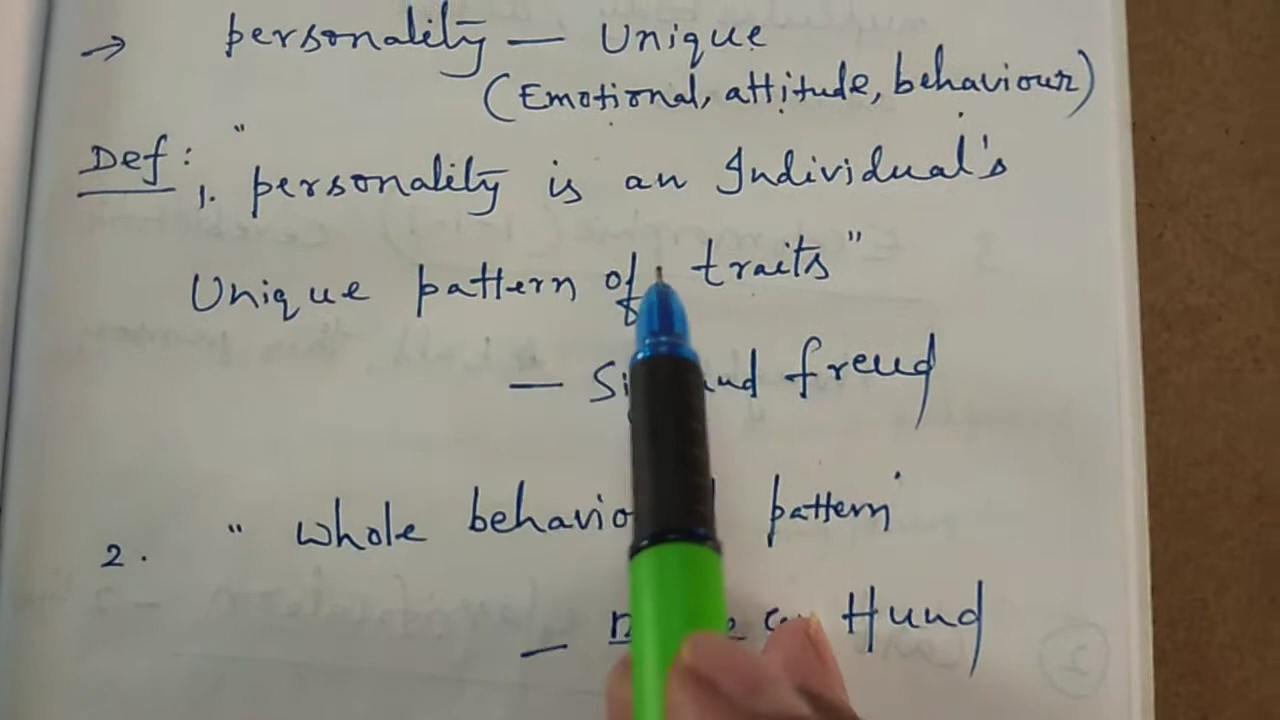 → personality — Unique
(Emotional, attitude, behaviour)
Def: 1. "personality is an Individual's
Unique pattern of traits"
— freud
2. " whole pattern"
— Hund